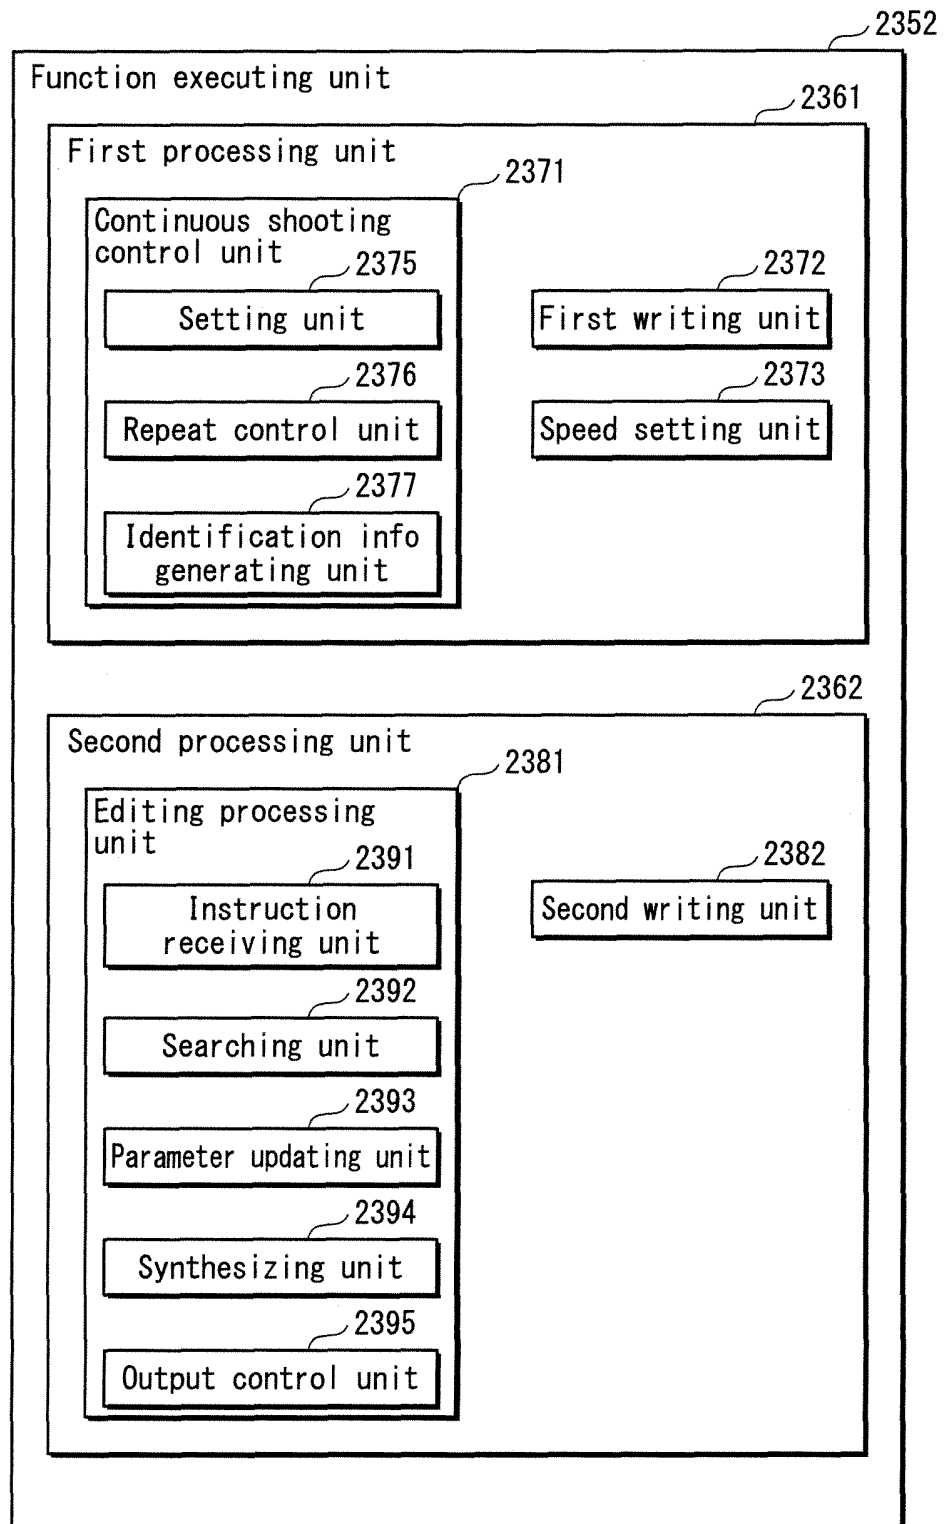 2352
Function executing unit
2361
First processing unit
2371
Continuous shooting
control unit
2375
Setting unit
2372
First writing unit
2376
Repeat control unit
2373
Speed setting unit
2377
Identification info
generating unit
2362
Second processing unit
2381
Editing processing
unit
2391
Instruction
receiving unit
2382
Second writing unit
2392
Searching unit
2393
Parameter updating unit
2394
Synthesizing unit
2395
Output control unit